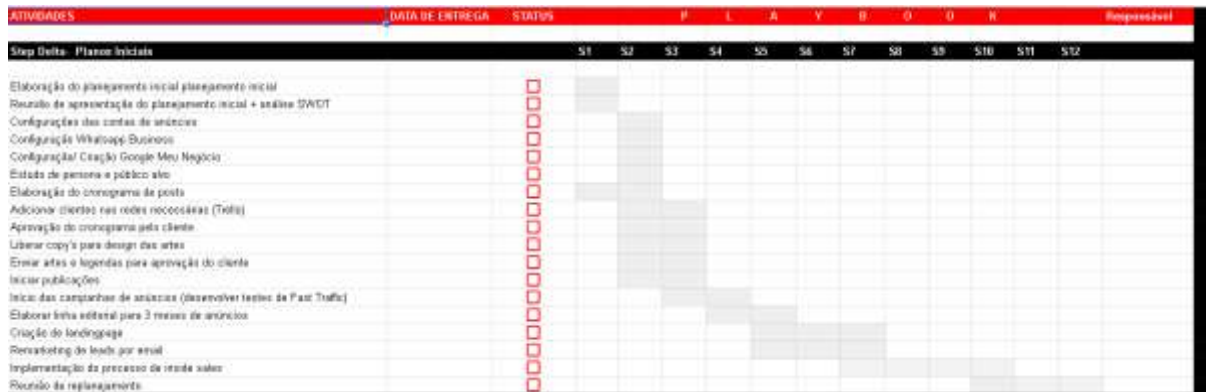 ATIVIDADES DATA DE ENTREGA STATUS P L A Y B O O K Responsável
Step Delta- Planos Iniciais S1 S2 S3 S4 S5 S6 S7 S8 S9 S10 S11 S12
Elaboração do planejamento inicial planejamento inicial
Reunião de apresentação do planejamento inicial + análise SWOT
Configurações das contas de anúncios
Configuração Whatsapp Business
Configuração/ Criação Google Meu Negócio
Estudo de persona e público alvo
Elaboração do cronograma de posts
Adicionar clientes nas redes necessárias (Trello)
Aprovação do cronograma pelo cliente
Liberar copy's para design das artes
Enviar artes e legendas para aprovação do cliente
Iniciar publicações
Início das campanhas de anúncios (desenvolver testes de Fast Traffic)
Elaborar linha editorial para 3 meses de anúncios
Criação de landingpage
Remarketing de leads por email
Implementação do processo de inside sales
Reunião de replanejamento